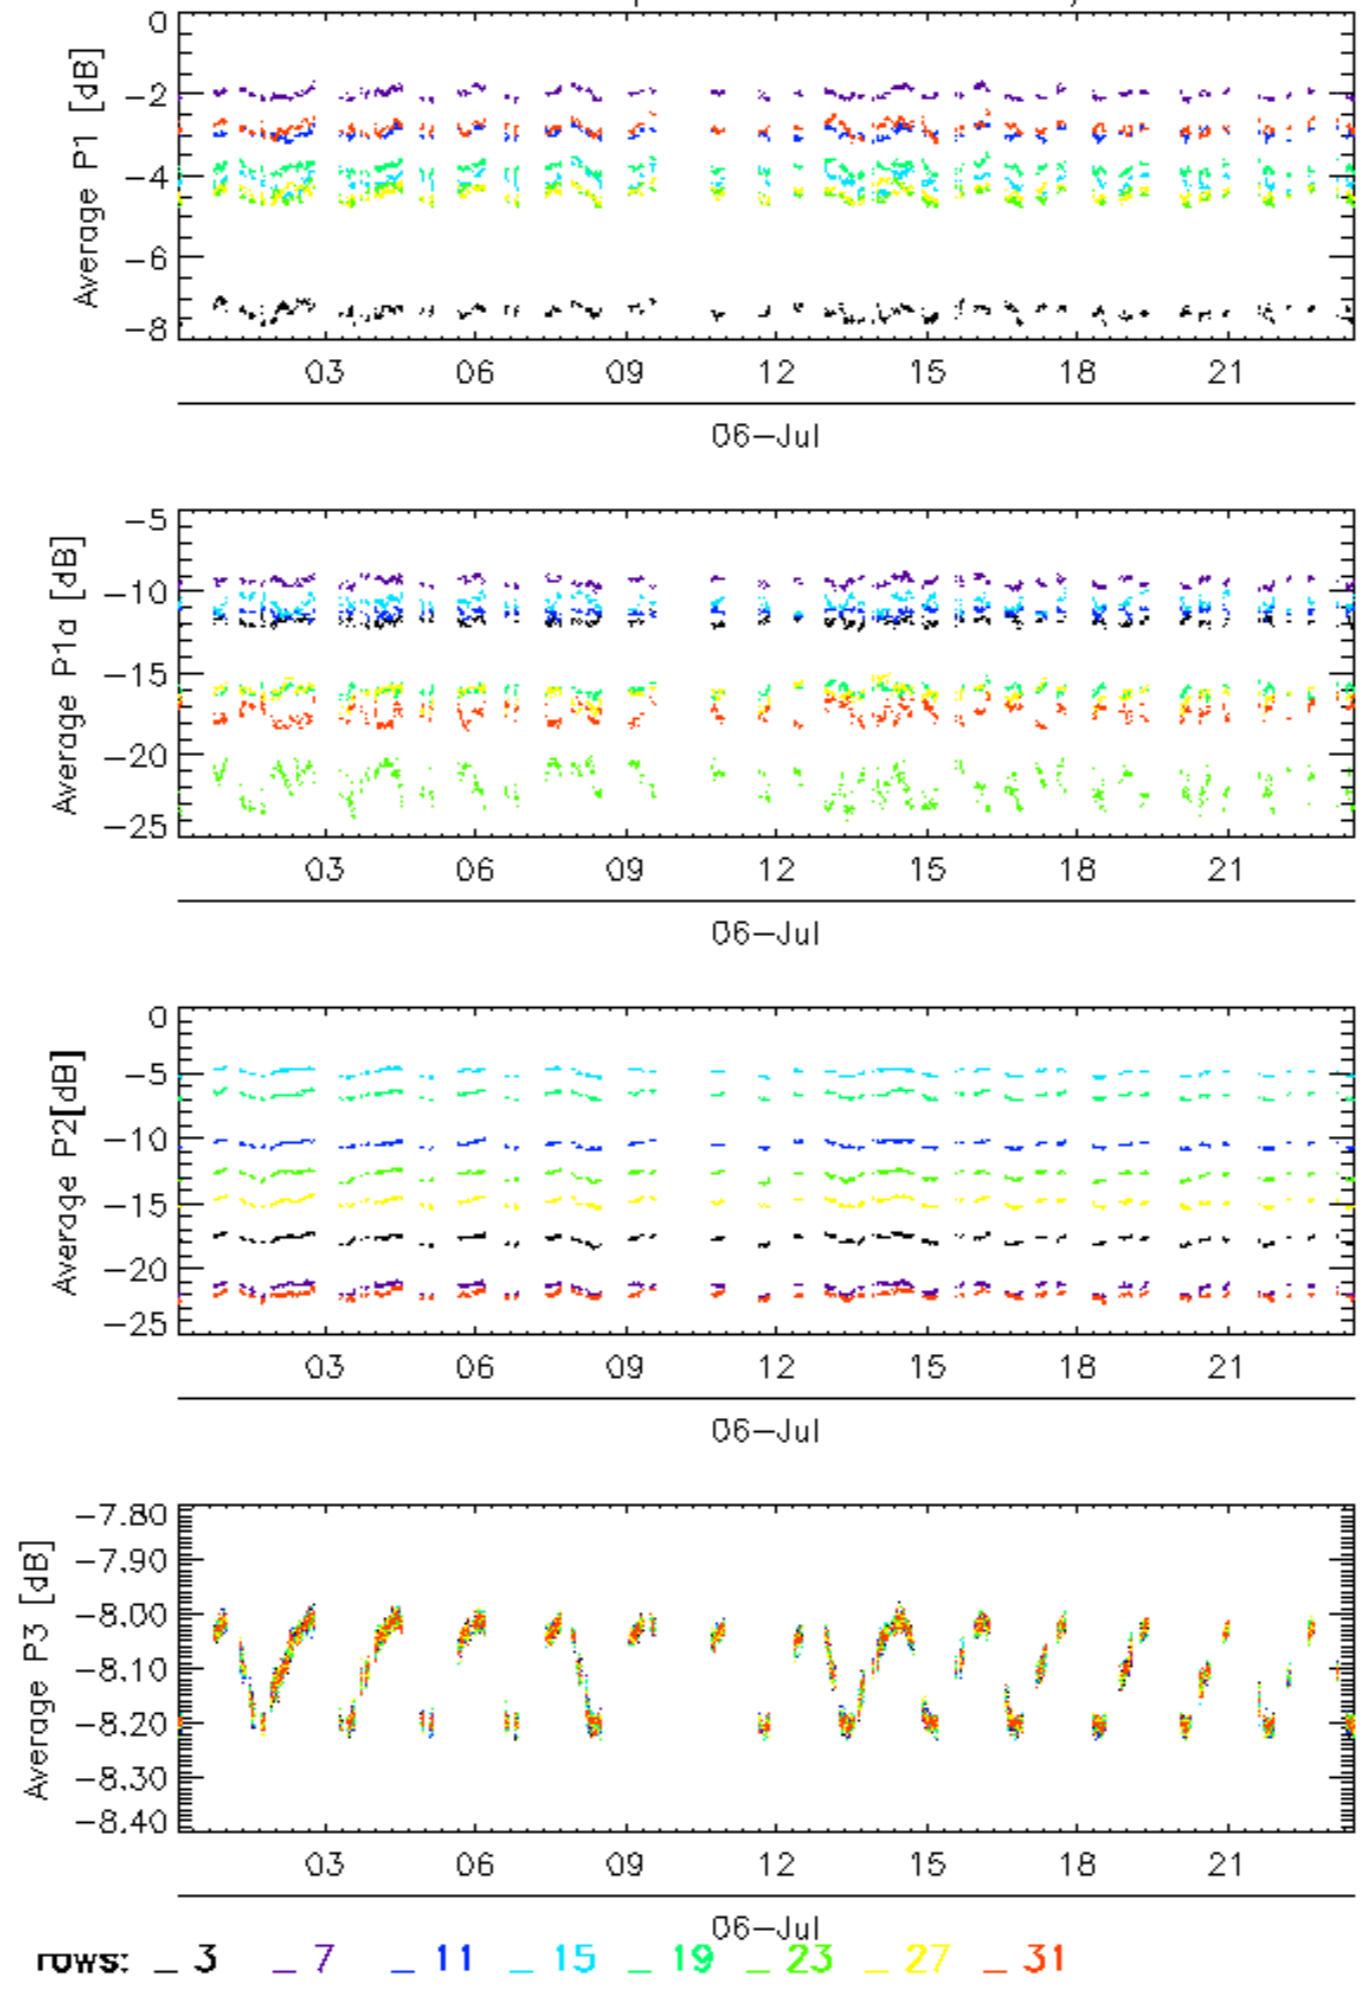 Average P1 [dB]
0
−2
−4
−6
−8
03 06 09 12 15 18 21
06−Jul
Average P1a [dB]
−5
−10
−15
−20
−25
03 06 09 12 15 18 21
06−Jul
Average P2[dB]
0
−5
−10
−15
−20
−25
03 06 09 12 15 18 21
06−Jul
Average P3 [dB]
−7.80
−7.90
−8.00
−8.10
−8.20
−8.30
−8.40
03 06 09 12 15 18 21
06−Jul
rows: _ 3 _ 7 _ 11 _ 15 _ 19 _ 23 _ 27 _ 31